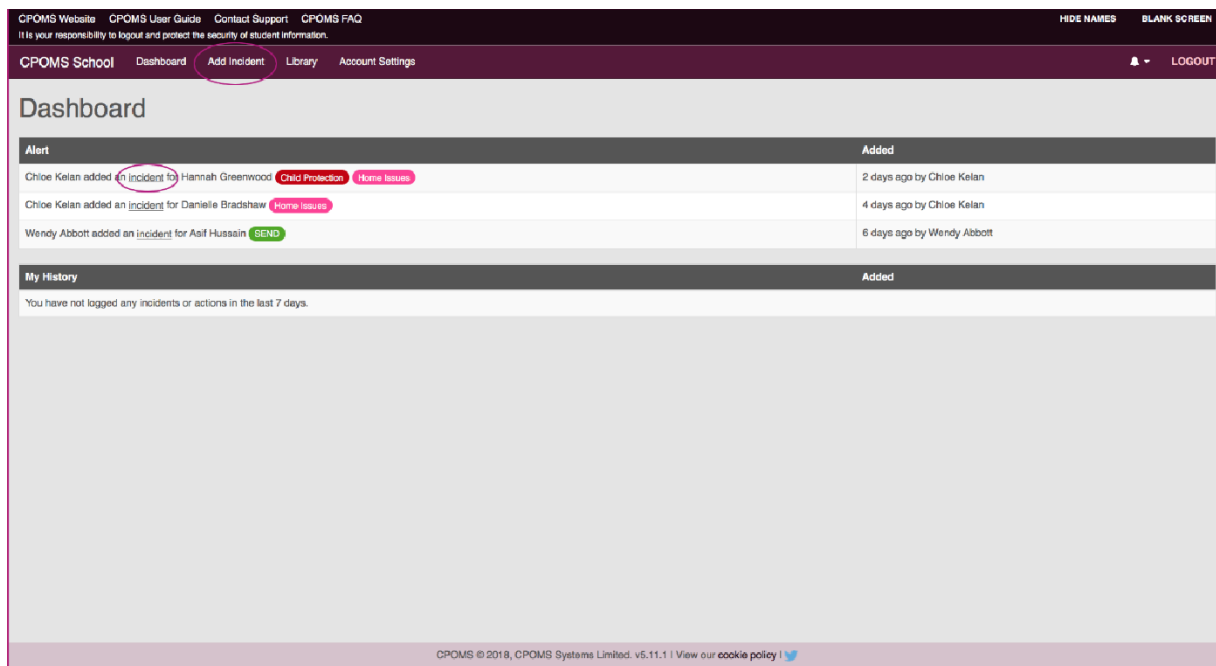 CPOMS Website CPOMS User Guide Contact Support CPOMS FAQ HIDE NAMES BLANK SCREEN
It is your responsibility to logout and protect the security of student information.
CPOMS School Dashboard Add Incident Library Account Settings LOGOUT
Dashboard
Alert Added
Chloe Kelan added an incident for Hannah Greenwood Child Protection Home Issues 2 days ago by Chloe Kelan
Chloe Kelan added an incident for Danielle Bradshaw Home Issues 4 days ago by Chloe Kelan
Wendy Abbott added an incident for Asif Hussain SEND 6 days ago by Wendy Abbott
My History Added
You have not logged any incidents or actions in the last 7 days.
CPOMS © 2018, CPOMS Systems Limited. v5.11.1 | View our cookie policy |